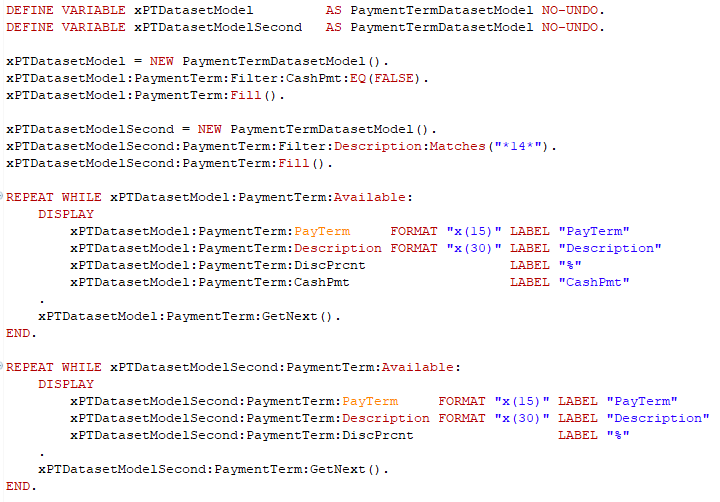 DEFINE VARIABLE xPTDatasetModel         AS PaymentTermDatasetModel NO-UNDO.
DEFINE VARIABLE xPTDatasetModelSecond   AS PaymentTermDatasetModel NO-UNDO.

xPTDatasetModel = NEW PaymentTermDatasetModel().
xPTDatasetModel:PaymentTerm:Filter:CashPmt:EQ(FALSE).
xPTDatasetModel:PaymentTerm:Fill().

xPTDatasetModelSecond = NEW PaymentTermDatasetModel().
xPTDatasetModelSecond:PaymentTerm:Filter:Description:Matches("*14*").
xPTDatasetModelSecond:PaymentTerm:Fill().

REPEAT WHILE xPTDatasetModel:PaymentTerm:Available:
    DISPLAY
        xPTDatasetModel:PaymentTerm:PayTerm     FORMAT "x(15)" LABEL "PayTerm"
        xPTDatasetModel:PaymentTerm:Description FORMAT "x(30)" LABEL "Description"
        xPTDatasetModel:PaymentTerm:DiscPrcnt                  LABEL "%"
        xPTDatasetModel:PaymentTerm:CashPmt                    LABEL "CashPmt"
    .
    xPTDatasetModel:PaymentTerm:GetNext().
END.

REPEAT WHILE xPTDatasetModelSecond:PaymentTerm:Available:
    DISPLAY
        xPTDatasetModelSecond:PaymentTerm:PayTerm     FORMAT "x(15)" LABEL "PayTerm"
        xPTDatasetModelSecond:PaymentTerm:Description FORMAT "x(30)" LABEL "Description"
        xPTDatasetModelSecond:PaymentTerm:DiscPrcnt                  LABEL "%"
    .
    xPTDatasetModelSecond:PaymentTerm:GetNext().
END.